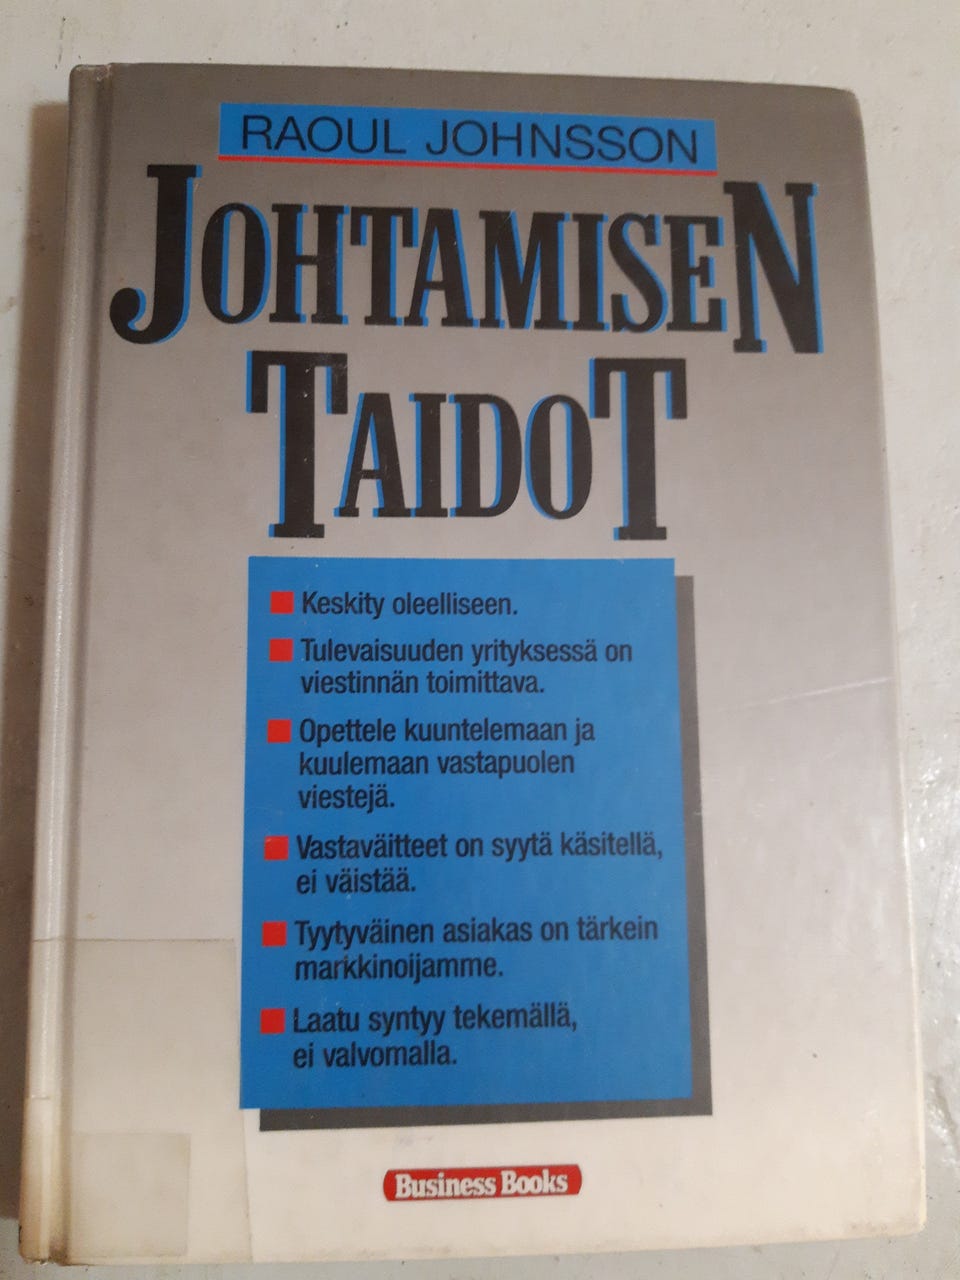 RAOUL JOHNSSON
JOHTAMISEN
TAIDOT
Keskity oleelliseen.
Tulevaisuuden yrityksessä on
viestinnän toimittava.
Opettele kuuntelemaan ja
kuulemaan vastapuolen
viestejä.
Vastaväitteet on syytä käsitellä,
ei väistää.
Tyytyväinen asiakas on tärkein
markkinoijamme.
Laatu syntyy tekemällä,
ei valvomalla.
Business Books